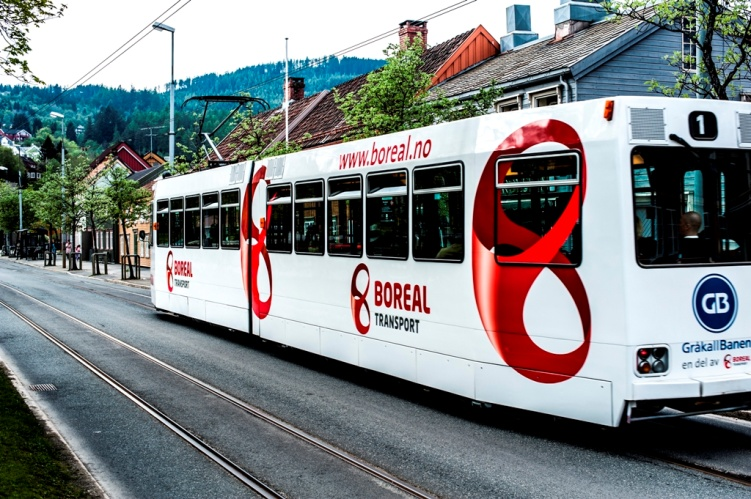 www.boreal.no
1
BOREAL
TRANSPORT
BOREAL
TRANSPORT
GB
GråkallBanen
en del av BOREAL